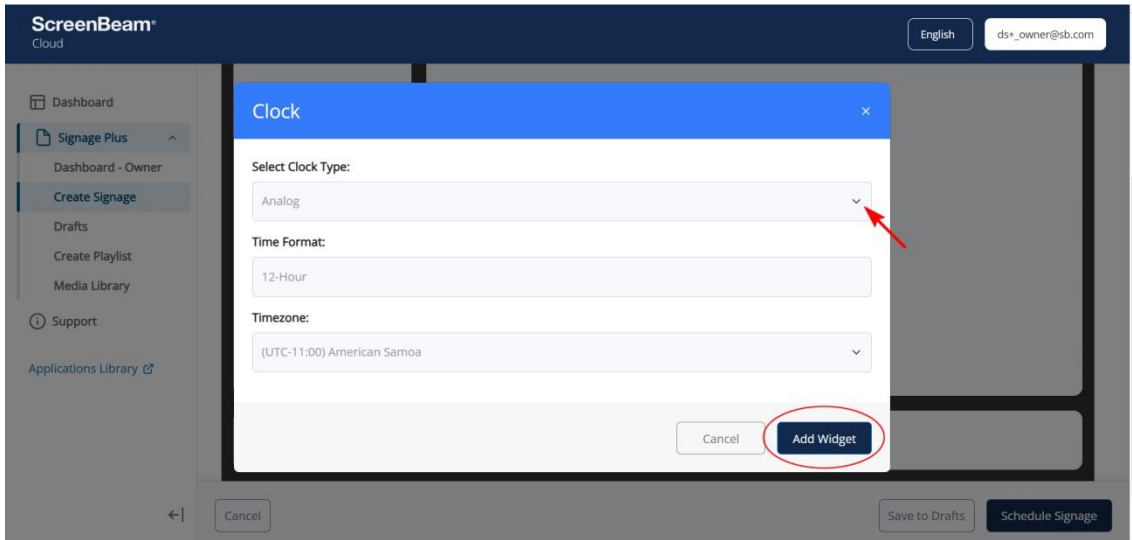 ScreenBeam®
Cloud
English
ds+_owner@sb.com
Dashboard
Signage Plus
Dashboard - Owner
Create Signage
Drafts
Create Playlist
Media Library
Support
Applications Library
Clock
×
Select Clock Type:
Analog
Time Format:
12-Hour
Timezone:
(UTC-11:00) American Samoa
Cancel
Add Widget
Cancel
Save to Drafts
Schedule Signage